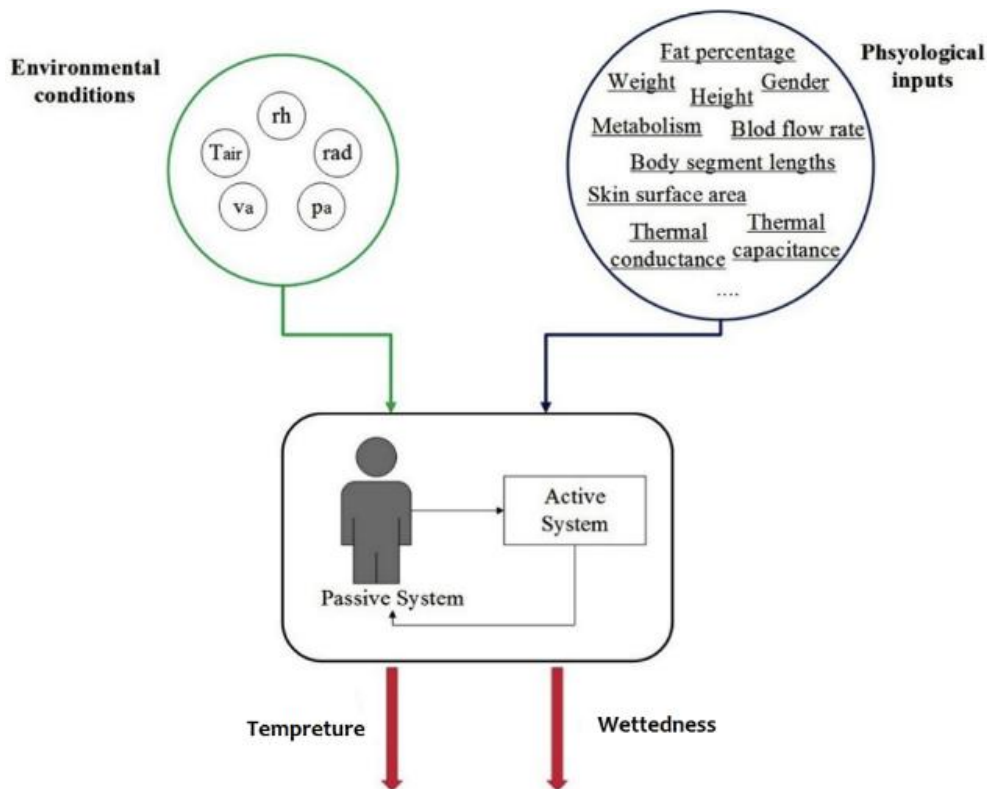 Environmental
conditions
rh
Tair
rad
va
pa
Phsyological
inputs
Fat percentage
Weight
Height
Gender
Metabolism
Blod flow rate
Body segment lengths
Skin surface area
Thermal
conductance
Thermal
capacitance
....
Active
System
Passive System
Tempreture
Wettedness